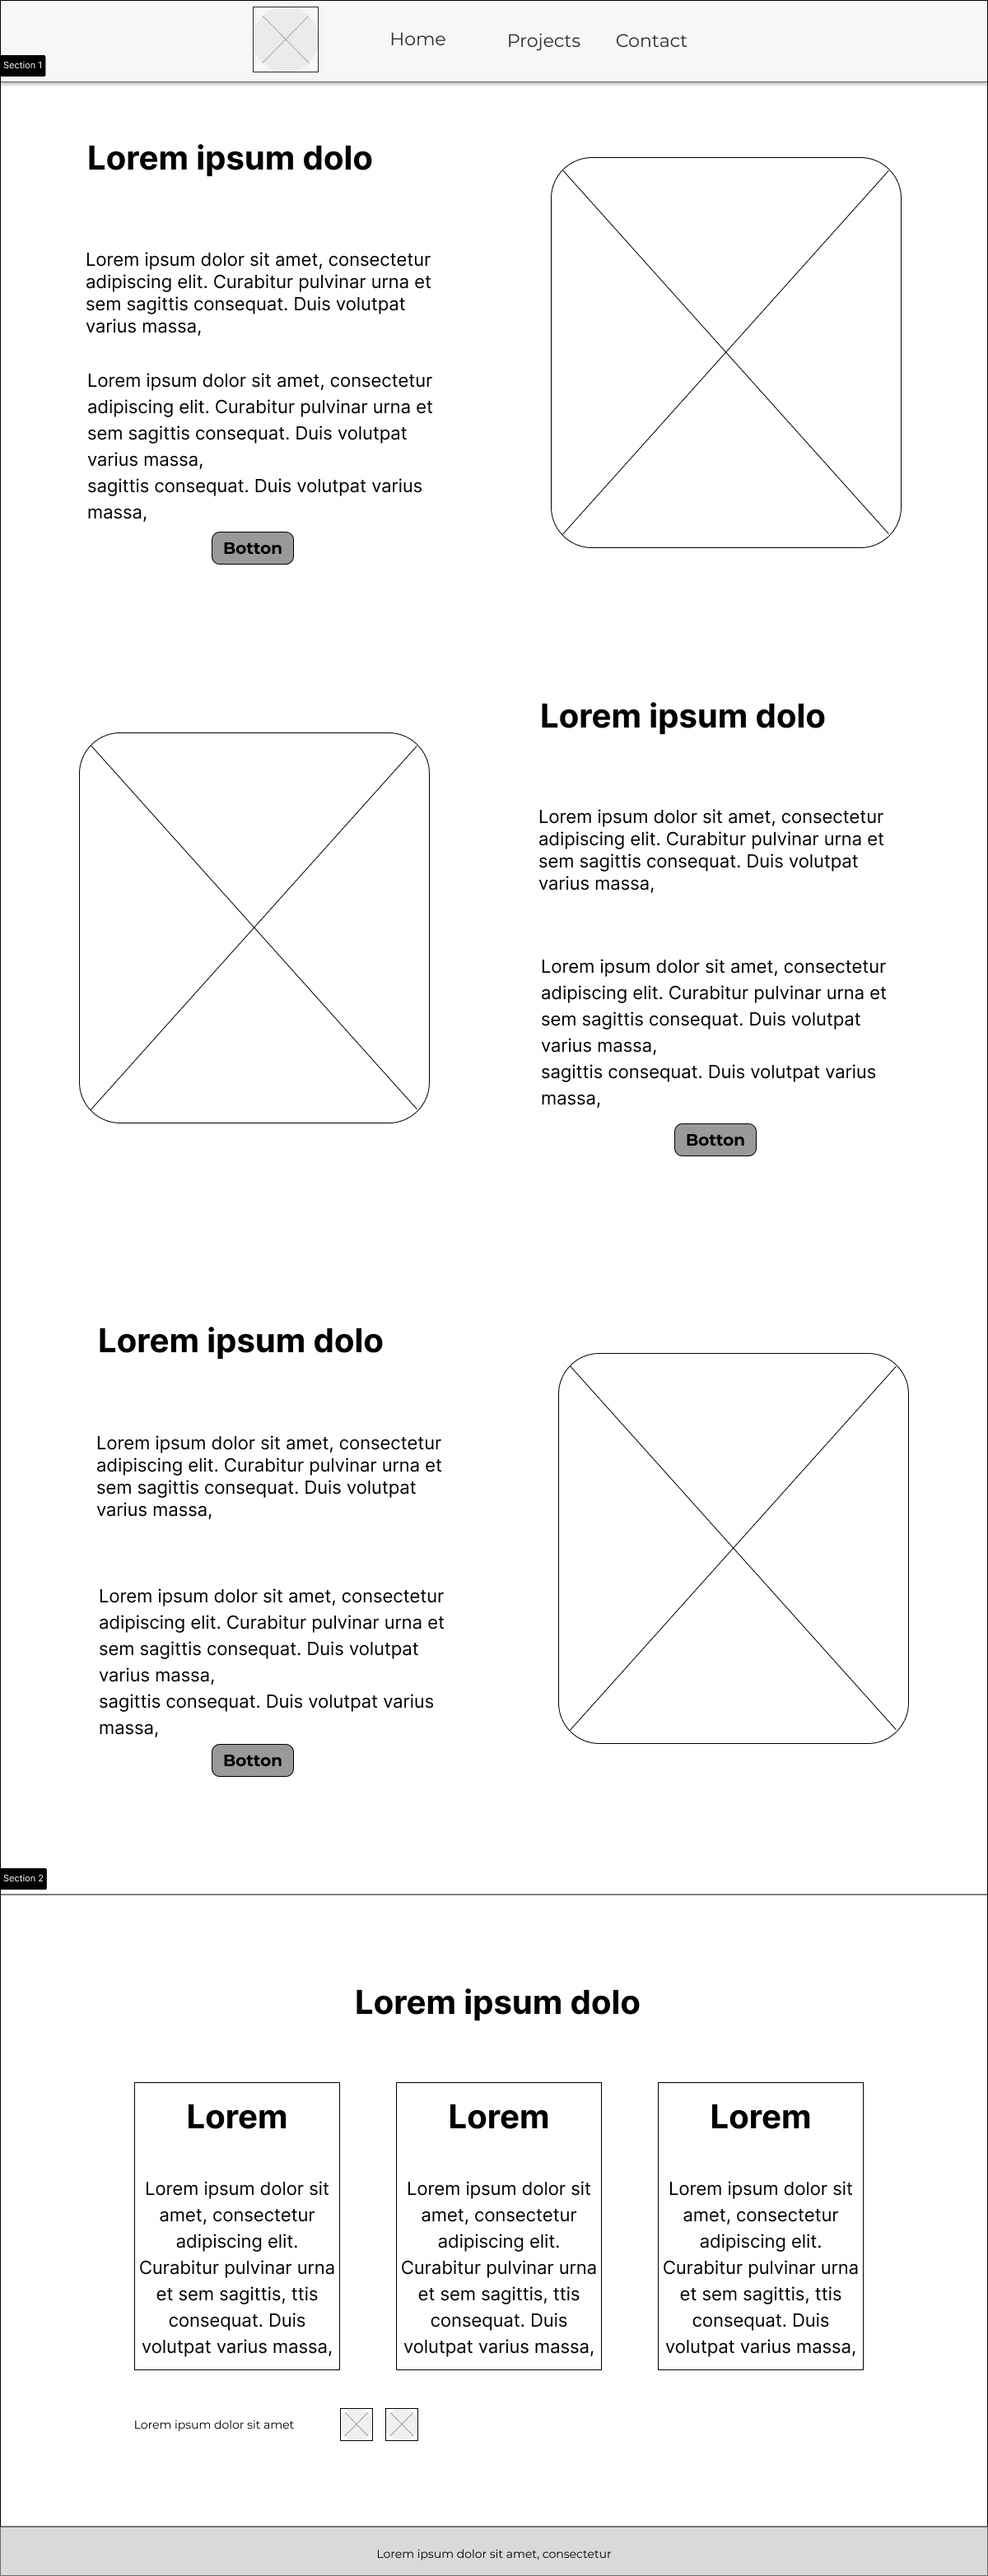 Home
Projects
Contact
Section 1
Lorem ipsum dolo
Lorem ipsum dolor sit amet, consectetur
adipiscing elit. Curabitur pulvinar urna et
sem sagittis consequat. Duis volutpat
varius massa,
Lorem ipsum dolor sit amet, consectetur
adipiscing elit. Curabitur pulvinar urna et
sem sagittis consequat. Duis volutpat
varius massa,
sagittis consequat. Duis volutpat varius
massa,
Botton
Lorem ipsum dolo
Lorem ipsum dolor sit amet, consectetur
adipiscing elit. Curabitur pulvinar urna et
sem sagittis consequat. Duis volutpat
varius massa,
Lorem ipsum dolor sit amet, consectetur
adipiscing elit. Curabitur pulvinar urna et
sem sagittis consequat. Duis volutpat
varius massa,
sagittis consequat. Duis volutpat varius
massa,
Botton
Lorem ipsum dolo
Lorem ipsum dolor sit amet, consectetur
adipiscing elit. Curabitur pulvinar urna et
sem sagittis consequat. Duis volutpat
varius massa,
Lorem ipsum dolor sit amet, consectetur
adipiscing elit. Curabitur pulvinar urna et
sem sagittis consequat. Duis volutpat
varius massa,
sagittis consequat. Duis volutpat varius
massa,
Botton
Section 2
Lorem ipsum dolo
Lorem
Lorem ipsum dolor sit
amet, consectetur
adipiscing elit.
Curabitur pulvinar urna
et sem sagittis, ttis
consequat. Duis
volutpat varius massa,
Lorem
Lorem ipsum dolor sit
amet, consectetur
adipiscing elit.
Curabitur pulvinar urna
et sem sagittis, ttis
consequat. Duis
volutpat varius massa,
Lorem
Lorem ipsum dolor sit
amet, consectetur
adipiscing elit.
Curabitur pulvinar urna
et sem sagittis, ttis
consequat. Duis
volutpat varius massa,
Lorem ipsum dolor sit amet
Lorem ipsum dolor sit amet, consectetur